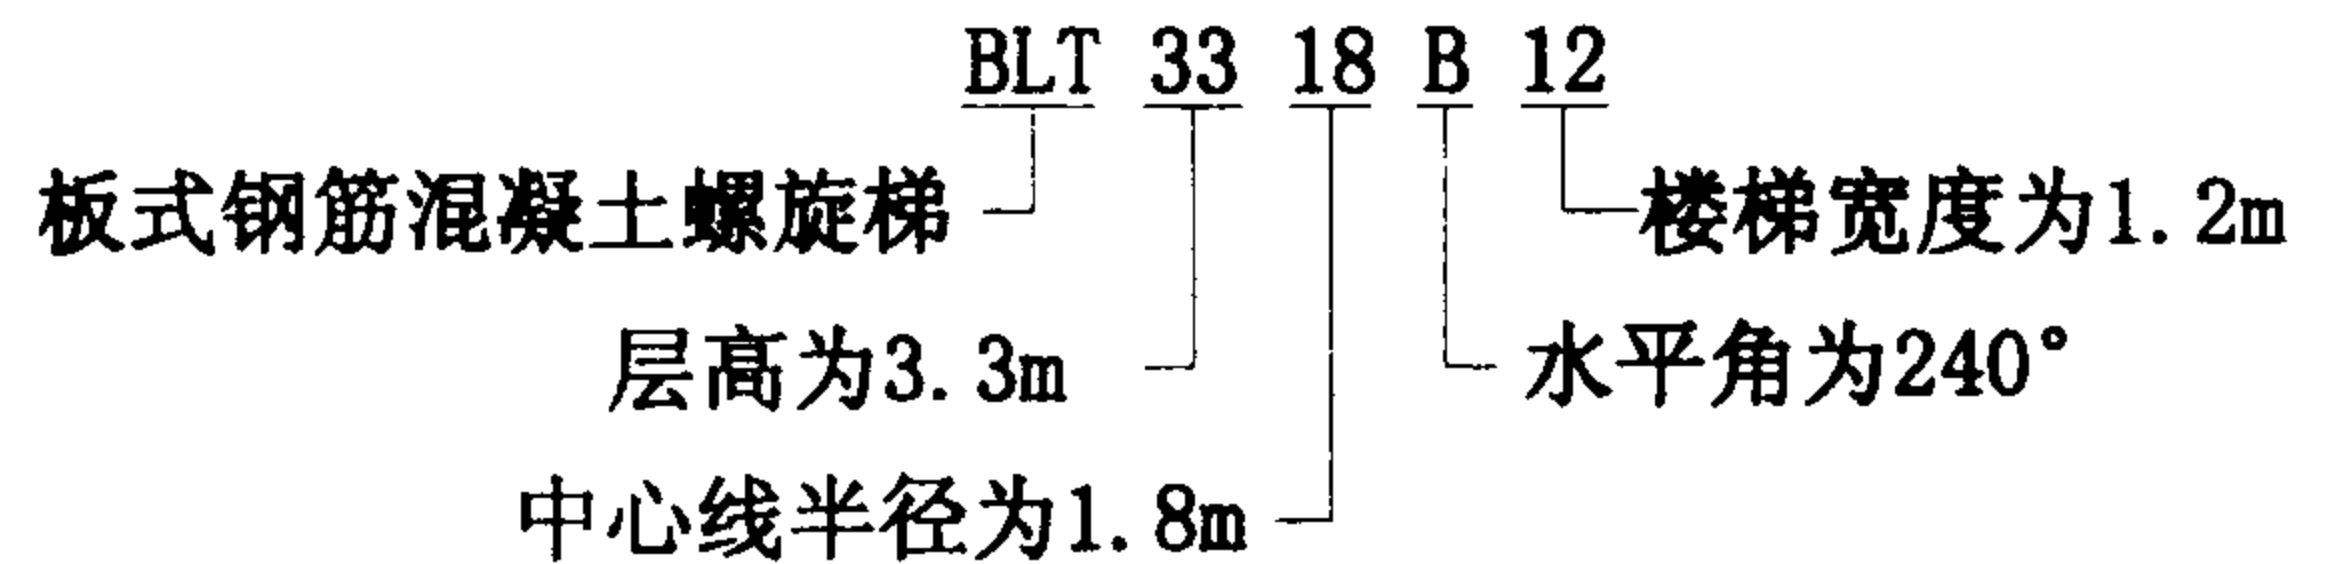 BLT 33 18 B 12
板式钢筋混凝土螺旋梯
楼梯宽度为1.2m
层高为3.3m
水平角为240°
中心线半径为1.8m